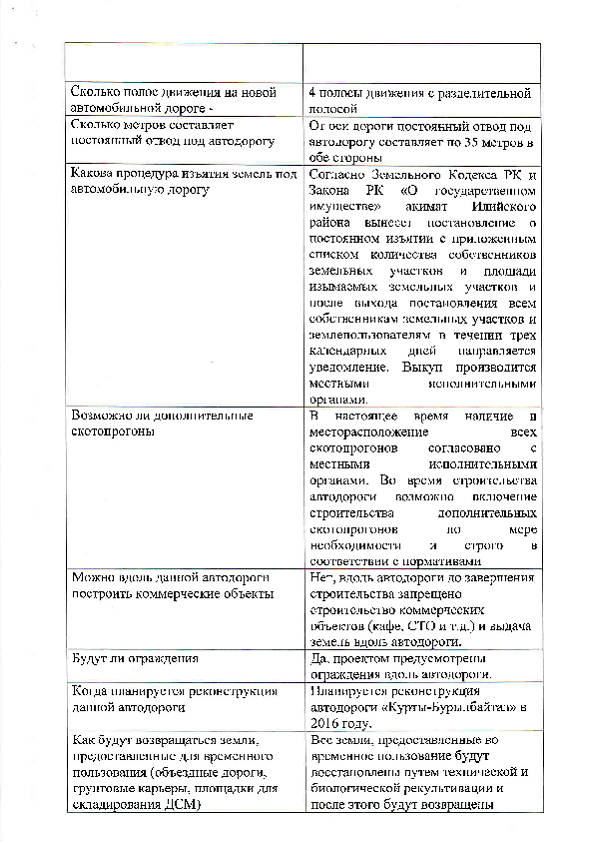 Сколько полос движения на новой
автомобильной дороге -
4 полосы движения с разделительной
полосой
Сколько метров составляет
постоянный отвод под автодорогу
От оси дороги постоянный отвод под
автодорогу составляет по 35 метров в
обе стороны
Какова процедура изъятия земель под
автомобильную дорогу
Согласно Земельного Кодекса РК и
Закона РК «О государственном
имуществе» акимат Илийского
района вынесет постановление о
постоянном изъятии с приложенным
списком количества собственников
земельных участков и площади
изымаемых земельных участков и
после выхода постановления всем
собственникам земельных участков и
землепользователям в течении трех
календарных дней направляется
уведомление. Выкуп производится
местными исполнительными
органами.
Возможно ли дополнительные
скотопрогоны
В настоящее время наличие и
месторасположение всех
скотопрогонов согласовано с
местными исполнительными
органами. Во время строительства
автодороги возможно включение
строительства дополнительных
скотопрогонов по мере
необходимости и строго в
соответствии с нормативами
Можно вдоль данной автодороги
построить коммерческие объекты
Нет, вдоль автодороги до завершения
строительства запрещено
строительство коммерческих
объектов (кафе, СТО и т.д.) и выдача
земель вдоль автодороги.
Будут ли ограждения
Да, проектом предусмотрены
ограждения вдоль автодороги.
Когда планируется реконструкция
данной автодороги
Планируется реконструкция
автодороги «Курты-Бурылбайтал» в
2016 году.
Как будут возвращаться земли,
предоставленные для временного
пользования (объездные дороги,
грунтовые карьеры, площадки для
складирования ДСМ)
Все земли, предоставленные во
временное пользование будут
восстановлены путем технической и
биологической рекультивации и
после этого будут возвращены